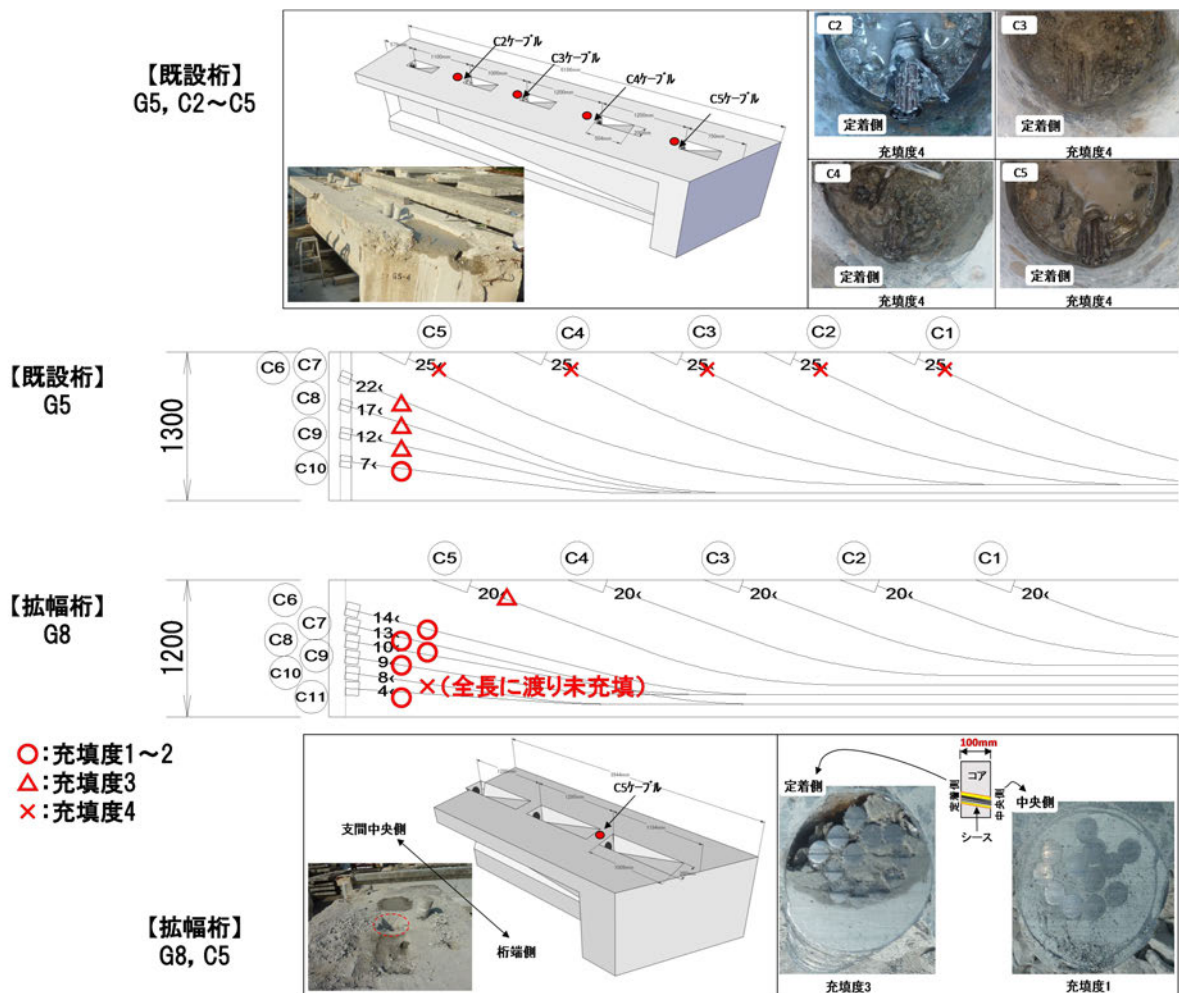 【既設桁】
G5, C2～C5
C2ケーブル
C3ケーブル
C4ケーブル
C5ケーブル
1100mm
1300mm
1200mm
1200mm
C2
定着側
充填度4
C3
定着側
充填度4
C4
定着側
充填度4
C5
定着側
充填度4
【既設桁】
G5
1300
C5
C4
C3
C2
C1
C6
C7
C8
C9
C10
25
25
25
25
25
22
17
12
7
【拡幅桁】
G8
1200
C5
C4
C3
C2
C1
C6
C7
C8
C9
C10
C11
20
20
20
20
20
14
13
10
9
8
4
×(全長に渡り未充填)
○:充填度1～2
△:充填度3
×:充填度4
【拡幅桁】
G8, C5
支間中央側
C5ケーブル
桁端側
定着側
100mm
コア
定着側
中央側
シース
中央側
充填度3
充填度1